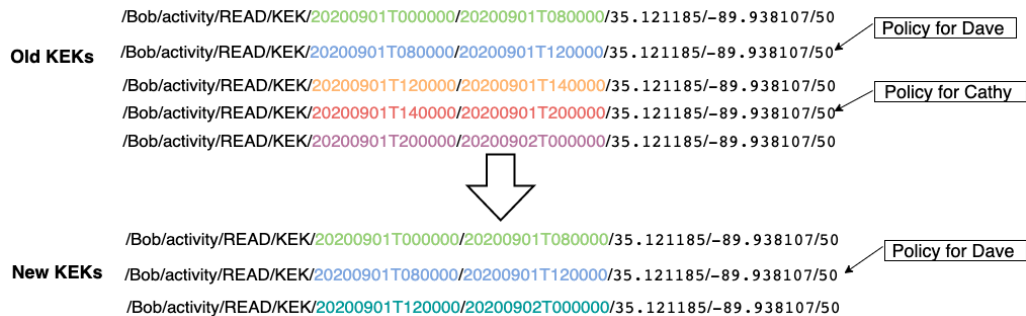 /Bob/activity/READ/KEK/20200901T000000/20200901T080000/35.121185/-89.938107/50
Policy for Dave
Old KEKs
/Bob/activity/READ/KEK/20200901T080000/20200901T120000/35.121185/-89.938107/50
/Bob/activity/READ/KEK/20200901T120000/20200901T140000/35.121185/-89.938107/50
Policy for Cathy
/Bob/activity/READ/KEK/20200901T140000/20200901T200000/35.121185/-89.938107/50
/Bob/activity/READ/KEK/20200901T200000/20200902T000000/35.121185/-89.938107/50
/Bob/activity/READ/KEK/20200901T000000/20200901T080000/35.121185/-89.938107/50
Policy for Dave
New KEKs
/Bob/activity/READ/KEK/20200901T080000/20200901T120000/35.121185/-89.938107/50
/Bob/activity/READ/KEK/20200901T120000/20200902T000000/35.121185/-89.938107/50